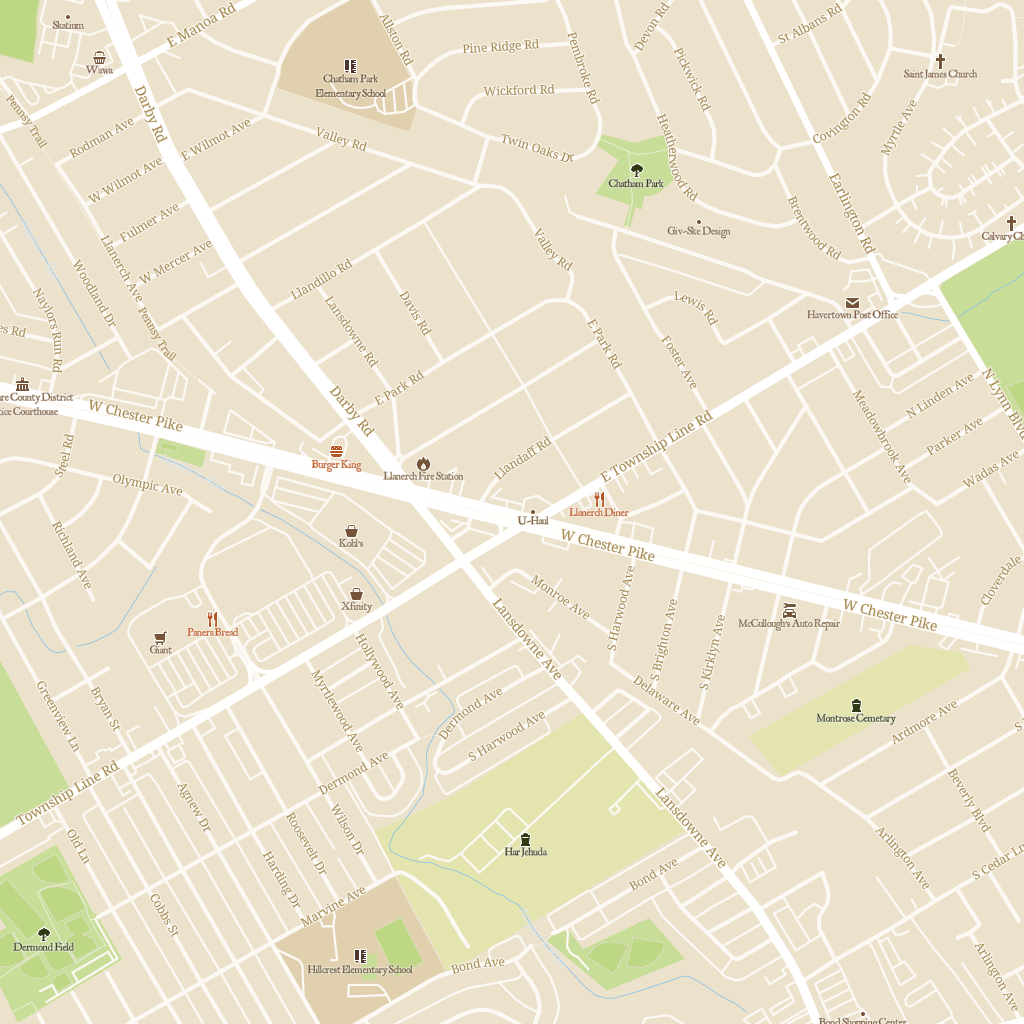 Skatium
E Manoa Rd
Wawa
Allston Rd
Pine Ridge Rd
Pembroke Rd
Devon Rd
Pickwick Rd
St Albans Rd
Saint James Church
Chatham Park
Elementary School
Wickford Rd
Pennsy Trail
Darby Rd
Rodman Ave
E Wilmot Ave
Valley Rd
Twin Oaks Dr
Heatherwood Rd
Covington Rd
Myrtle Ave
W Wilmot Ave
Chatham Park
Earlington Rd
Fulmer Ave
Brentwood Rd
Giv-Ske Design
Calvary Ch
Llanerch Ave
W Mercer Ave
Valley Rd
Woodland Dr
Llandillo Rd
Naylors Run Rd
Pennsy Trail
Lansdowne Rd
Davis Rd
Lewis Rd
Havertown Post Office
es Rd
E Park Rd
Foster Ave
E Park Rd
N Lynn Blvd
re County District
tice Courthouse
W Chester Pike
Darby Rd
N Linden Ave
Meadowbrook Ave
Parker Ave
E Township Line Rd
Steel Rd
Burger King
Llanerch Fire Station
Llandaff Rd
Wadas Ave
Olympic Ave
Llanerch Diner
U-Haul
Kohl's
W Chester Pike
Richland Ave
Monroe Ave
S Harwood Ave
Cloverdale
Xfinity
W Chester Pike
McCullough's Auto Repair
Panera Bread
Giant
Lansdowne Ave
S Brighton Ave
S Kirklyn Ave
Hollywood Ave
Greenview Ln
Bryan St
Myrtlewood Ave
Delaware Ave
Dermond Ave
S Harwood Ave
Montrose Cemetary
Ardmore Ave
S
Township Line Rd
Dermond Ave
Beverly Blvd
Agnew Dr
Wilson Dr
Roosevelt Dr
Lansdowne Ave
Old Ln
Har Jehuda
Arlington Ave
S Cedar Ln
Harding Dr
Bond Ave
Marvine Ave
Cobbs St
Dermond Field
Hillcrest Elementary School
Bond Ave
Arlington Ave
Bond Shopping Center